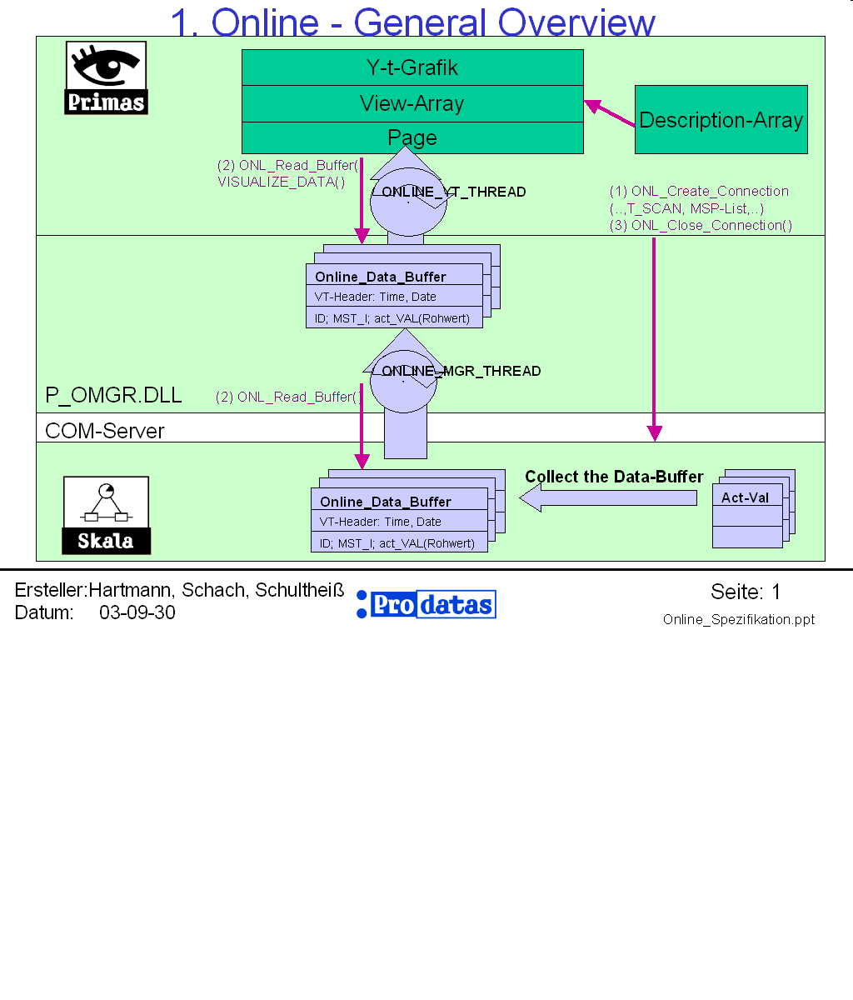 1. Online - General Overview
Primas
Y-t-Grafik
View-Array
Page
Description-Array
(2) ONL_Read_Buffer(
VISUALIZE_DATA()
ONLINE_YT_THREAD
(1) ONL_Create_Connection
(..,T_SCAN, MSP-List,..)
(3) ONL_Close_Connection()
Online_Data_Buffer
VT-Header: Time, Date
ID; MST_I; act_VAL(Rohwert)
ONLINE_MGR_THREAD
P_OMGR.DLL
(2) ONL_Read_Buffer()
COM-Server
Skala
Online_Data_Buffer
VT-Header: Time, Date
ID; MST_I; act_VAL(Rohwert)
Collect the Data-Buffer
Act-Val
Ersteller:Hartmann, Schach, Schultheiß
Datum: 03-09-30
Prodatas
Seite: 1
Online_Spezifikation.ppt